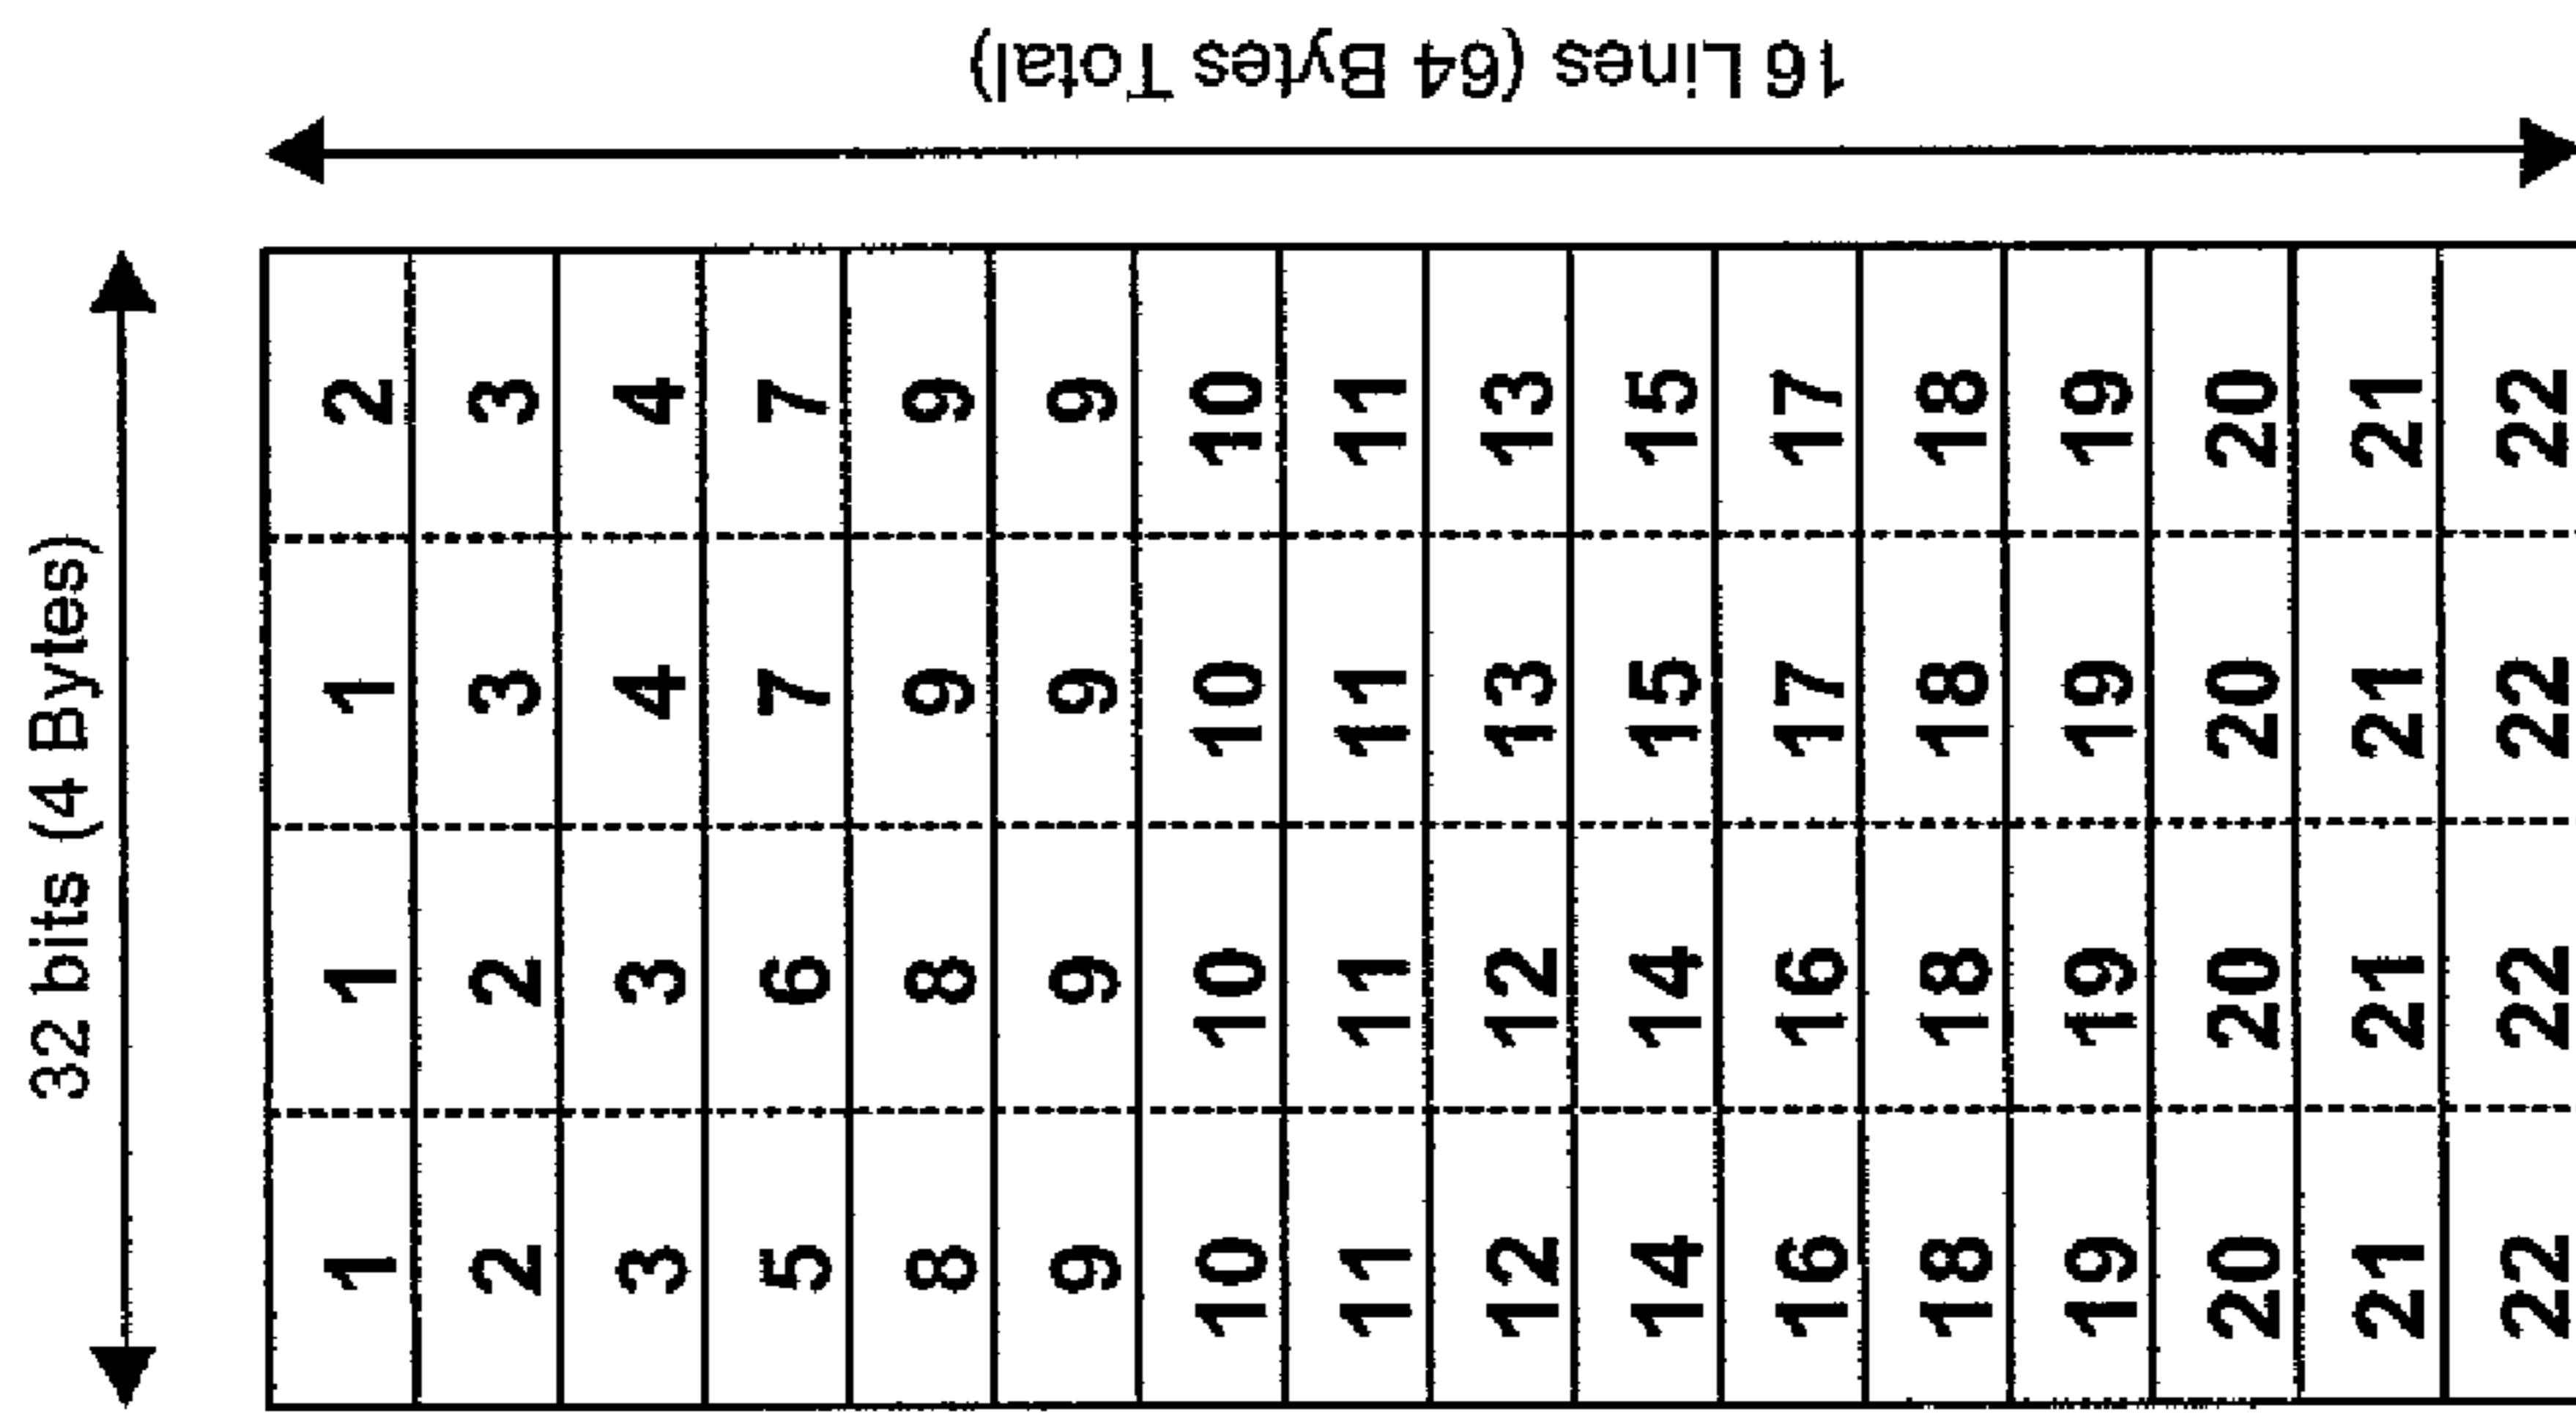 32 bits (4 Bytes)
1 1 1 2
2 2 3 3
3 3 4 4
5 6 7 7
8 8 9 9
9 9 9 9
10 10 10 10
11 11 11 11
12 12 13 13
14 14 15 15
16 16 17 17
18 18 18 18
19 19 19 19
20 20 20 20
21 21 21 21
22 22 22 22
16 Lines (64 Bytes Total)